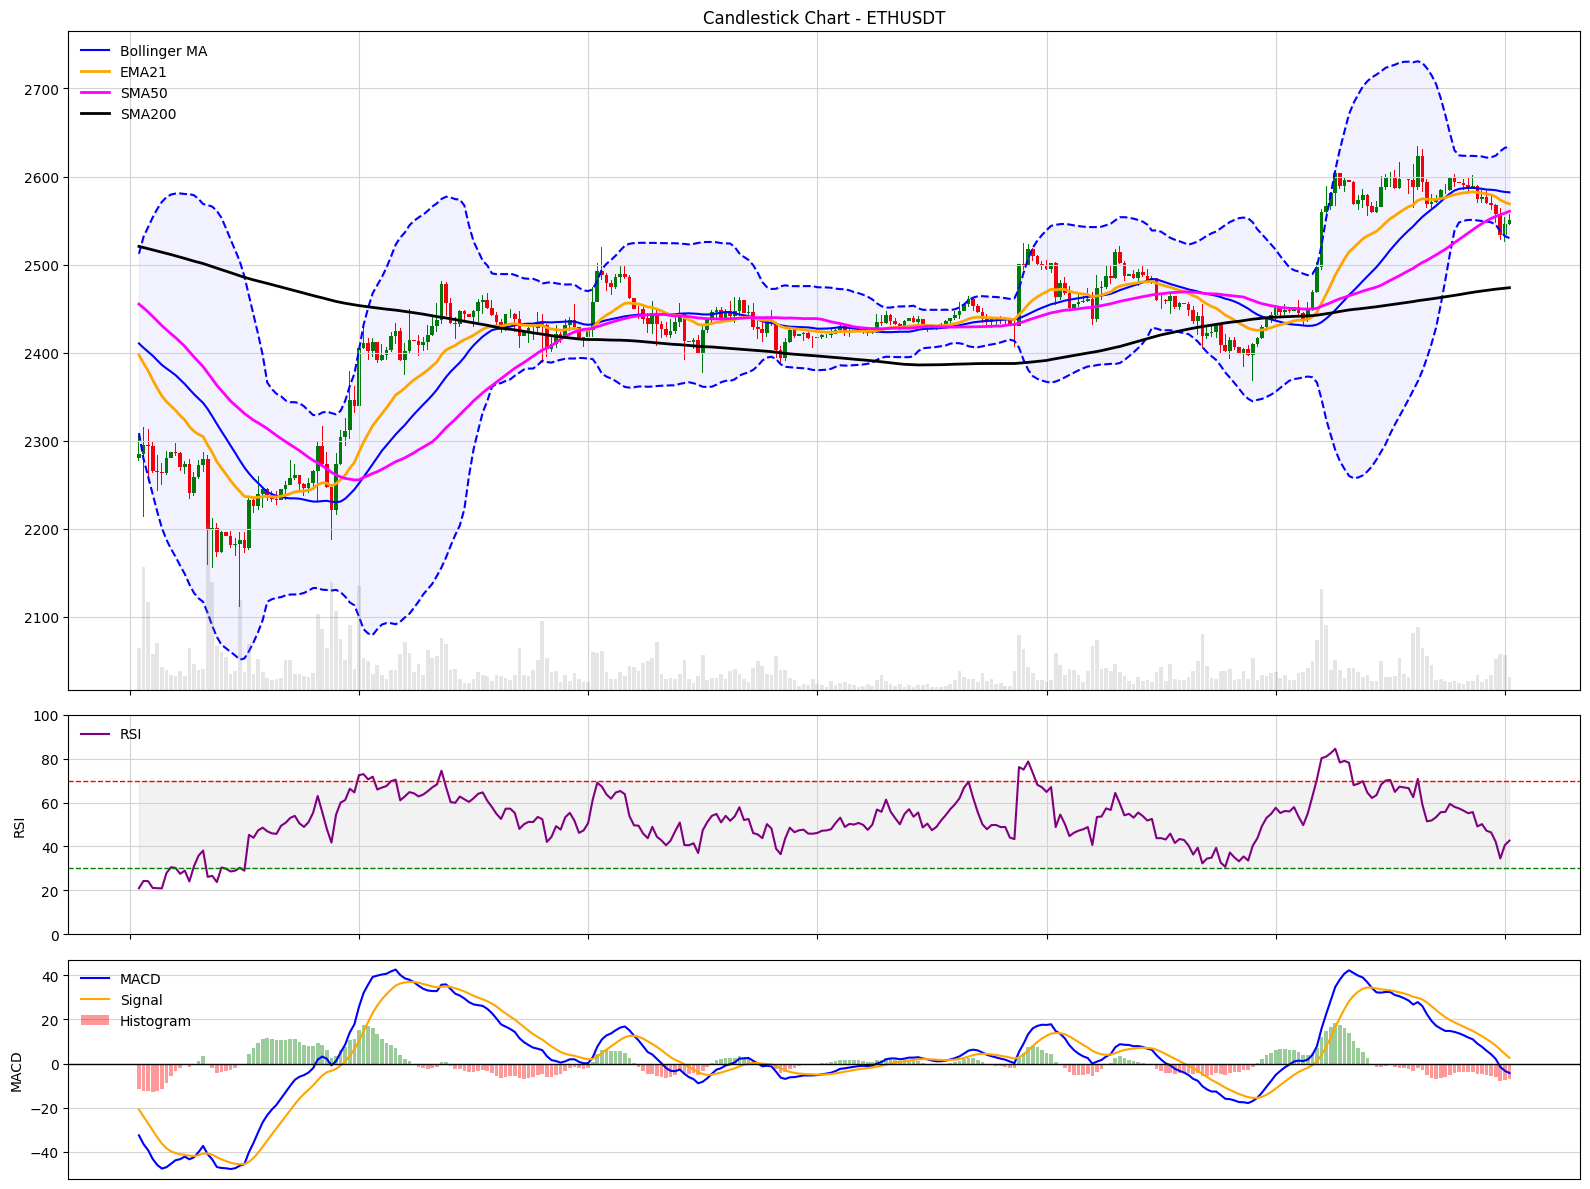 Candlestick Chart - ETHUSDT
Bollinger MA
EMA21
SMA50
SMA200
2700
2600
2500
2400
2300
2200
2100
RSI
100
80
60
40
20
0
RSI
MACD
Signal
Histogram
40
20
0
−20
−40
MACD